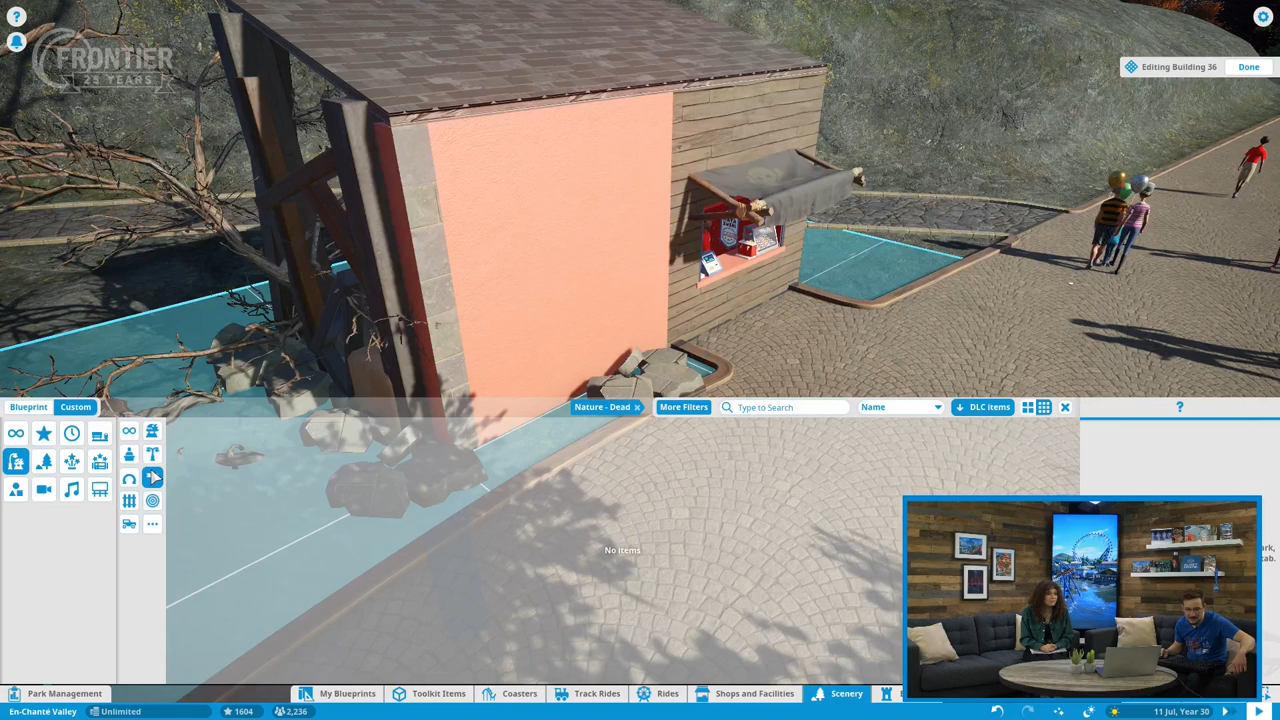 ?
FRONTIER
25 YEARS
Editing Building 36
Done
Blueprint
Custom
Nature - Dead ×
More Filters
Type to Search
Name
DLC items
?
No items
ark,
tab.
Park Management
My Blueprints
Toolkit Items
Coasters
Track Rides
Rides
Shops and Facilities
Scenery
En-Chanté Valley
Unlimited
1604
2,236
11 Jul, Year 30